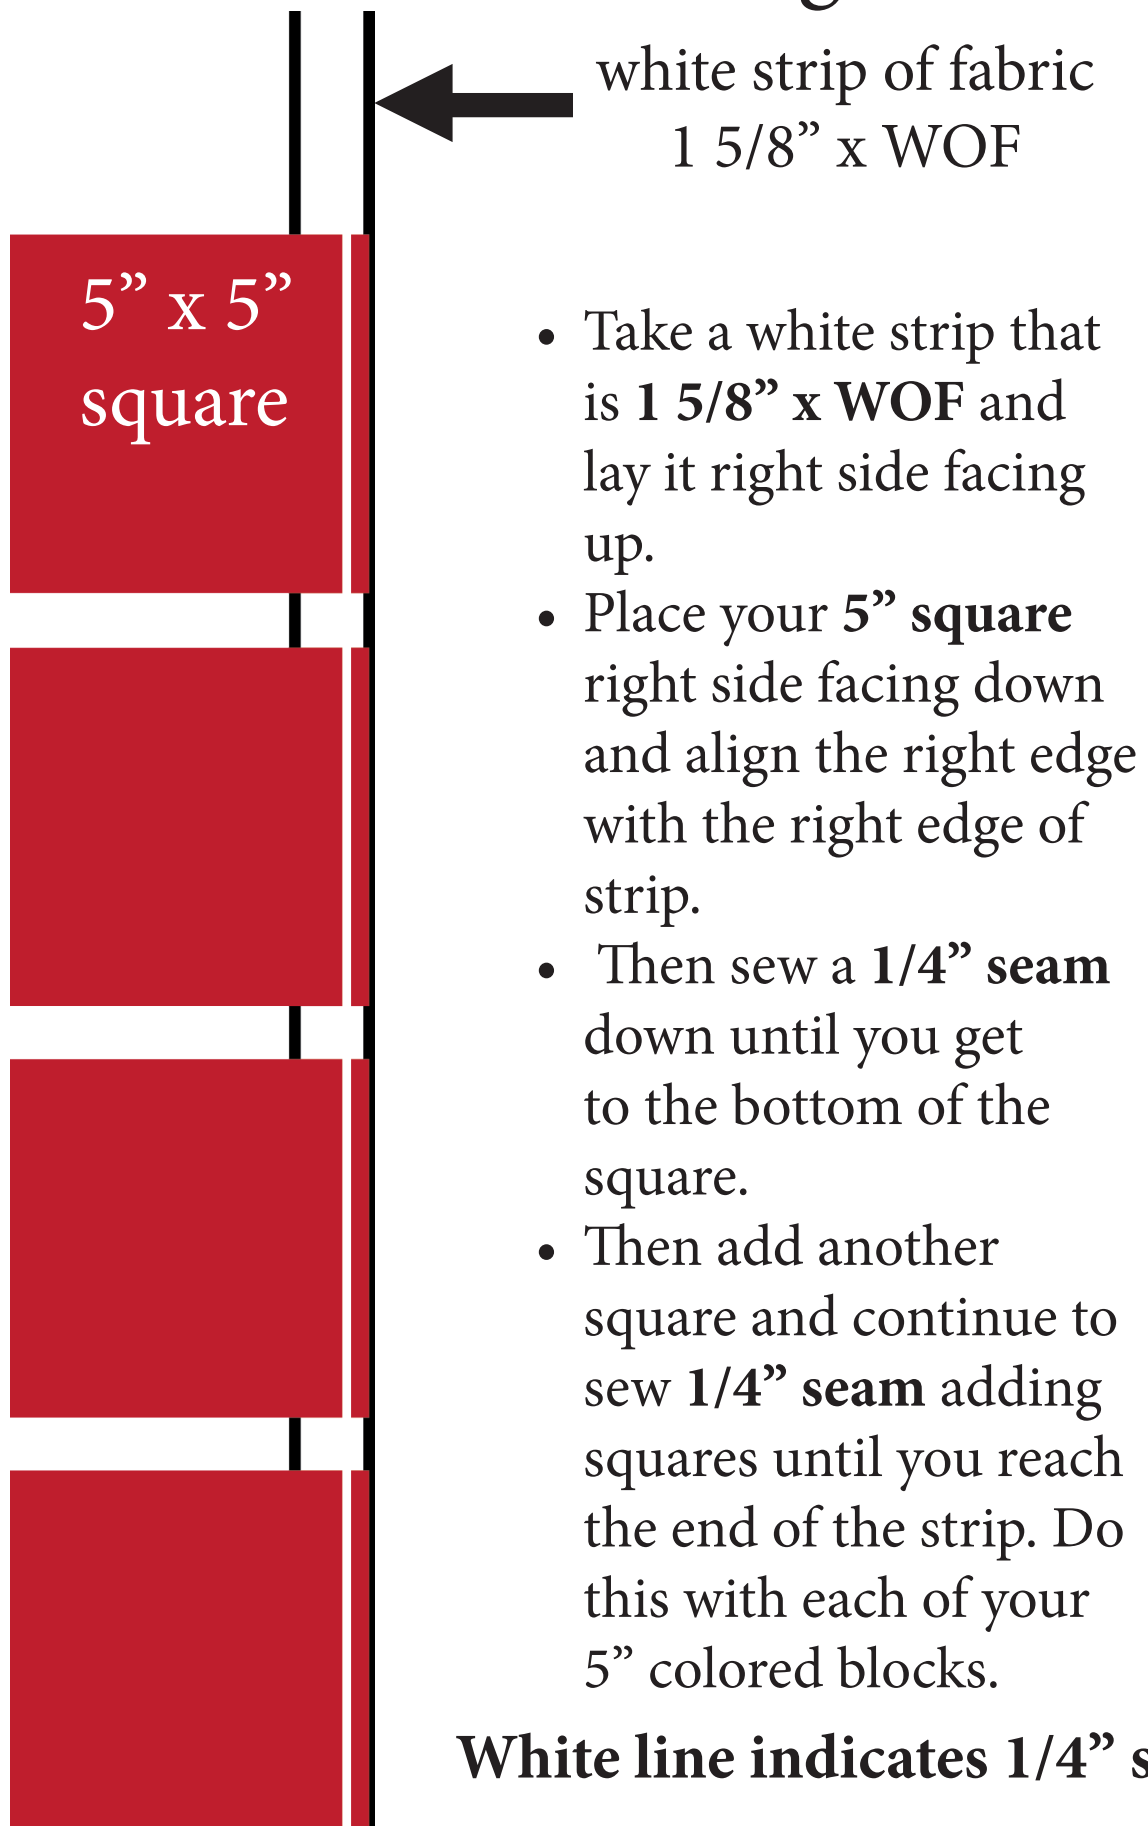 white strip of fabric
1 5/8” x WOF
5” x 5”
square
• Take a white strip that
is 1 5/8” x WOF and
lay it right side facing
up.
• Place your 5” square
right side facing down
and align the right edge
with the right edge of
strip.
• Then sew a 1/4” seam
down until you get
to the bottom of the
square.
• Then add another
square and continue to
sew 1/4” seam adding
squares until you reach
the end of the strip. Do
this with each of your
5” colored blocks.
White line indicates 1/4”